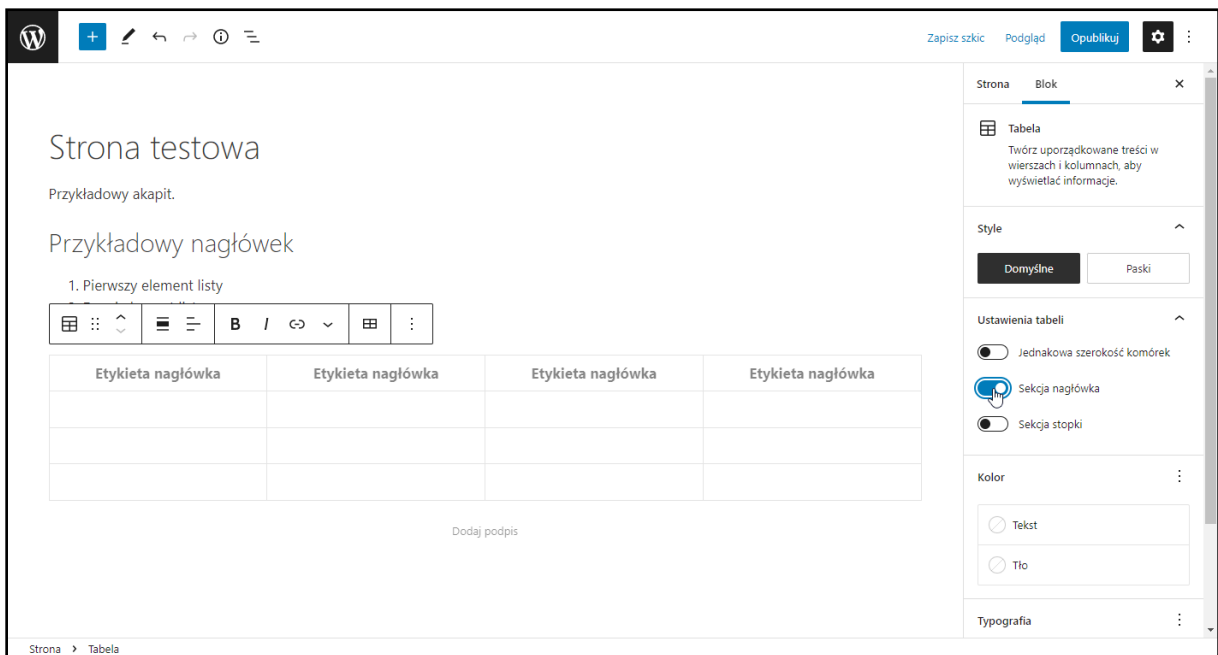 Zapisz szkic Podgląd Opublikuj
Strona Blok
Tabela
Twórz uporządkowane treści w
wierszach i kolumnach, aby
wyświetlać informacje.
Style
Domyślne Paski
Ustawienia tabeli
Jednakowa szerokość komórek
Sekcja nagłówka
Sekcja stopki
Kolor
Tekst
Tło
Typografia
Strona testowa
Przykładowy akapit.
Przykładowy nagłówek
1. Pierwszy element listy
B I
Etykieta nagłówka Etykieta nagłówka Etykieta nagłówka Etykieta nagłówka
Dodaj podpis
Strona > Tabela